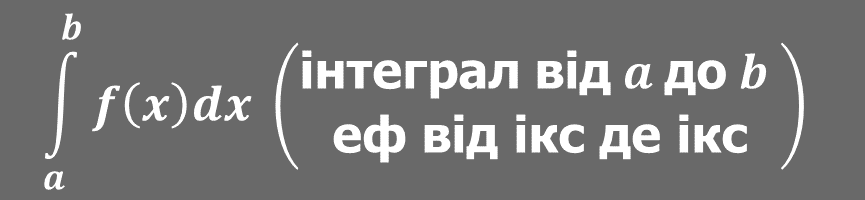 ∫ₐᵇ f(x)dx (інтеграл від a до b
еф від ікс де ікс)